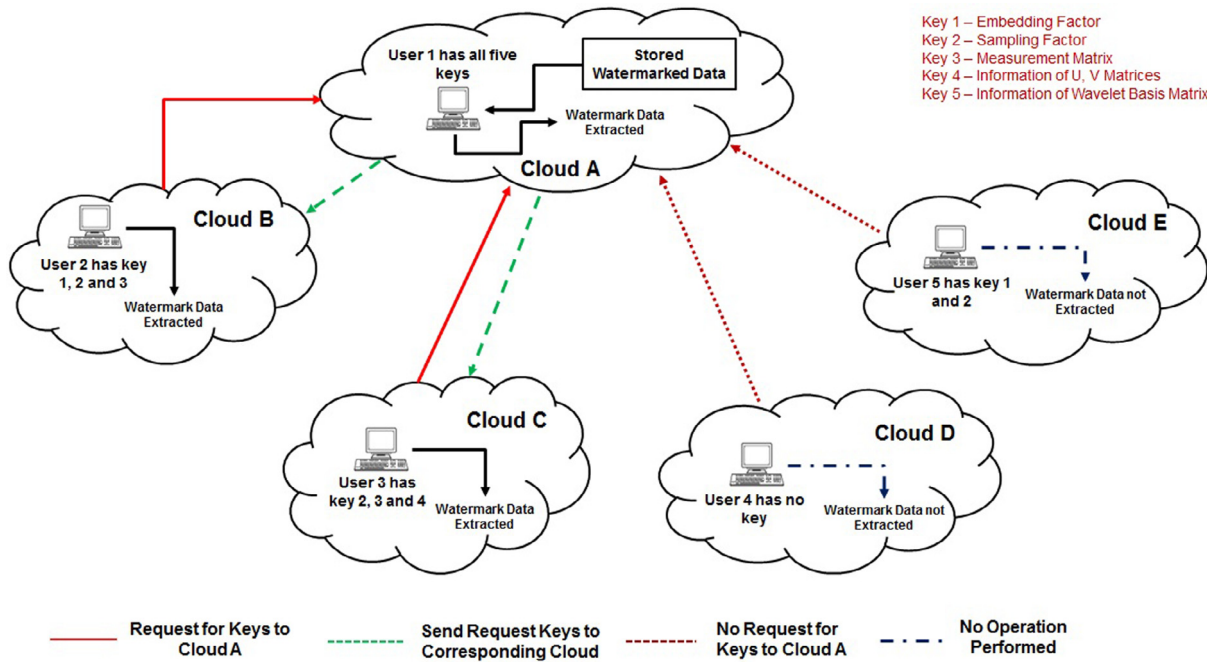 User 1 has all five
keys
Stored
Watermarked Data
Watermark Data
Extracted
Cloud A
Key 1 – Embedding Factor
Key 2 – Sampling Factor
Key 3 – Measurement Matrix
Key 4 – Information of U, V Matrices
Key 5 – Information of Wavelet Basis Matrix
Cloud B
User 2 has key
1, 2 and 3
Watermark Data
Extracted
Cloud E
User 5 has key 1
and 2
Watermark Data not
Extracted
Cloud C
User 3 has
key 2, 3 and 4
Watermark Data
Extracted
Cloud D
User 4 has no
key
Watermark Data not
Extracted
Request for Keys to
Cloud A
Send Request Keys to
Corresponding Cloud
No Request for
Keys to Cloud A
No Operation
Performed